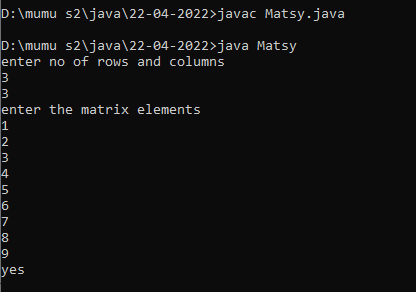 D:\mumu s2\java\22-04-2022>javac Matsy.java
D:\mumu s2\java\22-04-2022>java Matsy
enter no of rows and columns
3
3
enter the matrix elements
1
2
3
4
5
6
7
8
9
yes